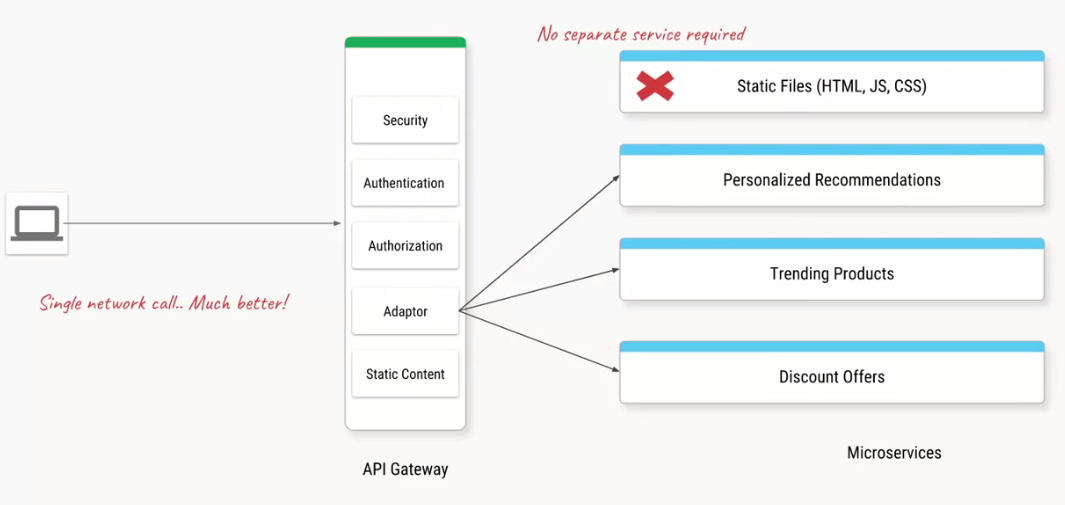 No separate service required
Static Files (HTML, JS, CSS)
Security
Authentication
Personalized Recommendations
Authorization
Trending Products
Single network call.. Much better!
Adaptor
Static Content
Discount Offers
API Gateway
Microservices